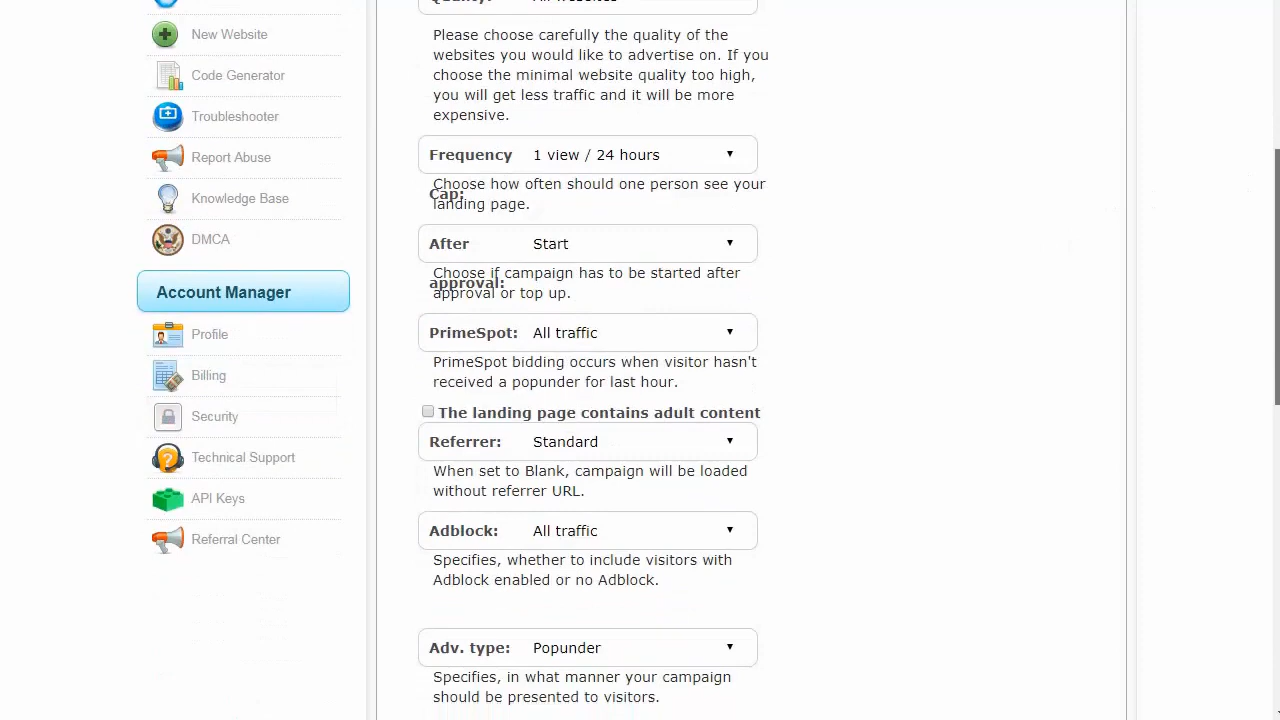 New Website
Code Generator
Troubleshooter
Report Abuse
Knowledge Base
DMCA
Account Manager
Profile
Billing
Security
Technical Support
API Keys
Referral Center
Quality: All websites
Please choose carefully the quality of the
websites you would like to advertise on. If you
choose the minimal website quality too high,
you will get less traffic and it will be more
expensive.
Frequency Cap: 1 view / 24 hours
Choose how often should one person see your
landing page.
After approval: Start
Choose if campaign has to be started after
approval or top up.
PrimeSpot: All traffic
PrimeSpot bidding occurs when visitor hasn't
received a popunder for last hour.
The landing page contains adult content
Referrer: Standard
When set to Blank, campaign will be loaded
without referrer URL.
Adblock: All traffic
Specifies, whether to include visitors with
Adblock enabled or no Adblock.
Adv. type: Popunder
Specifies, in what manner your campaign
should be presented to visitors.